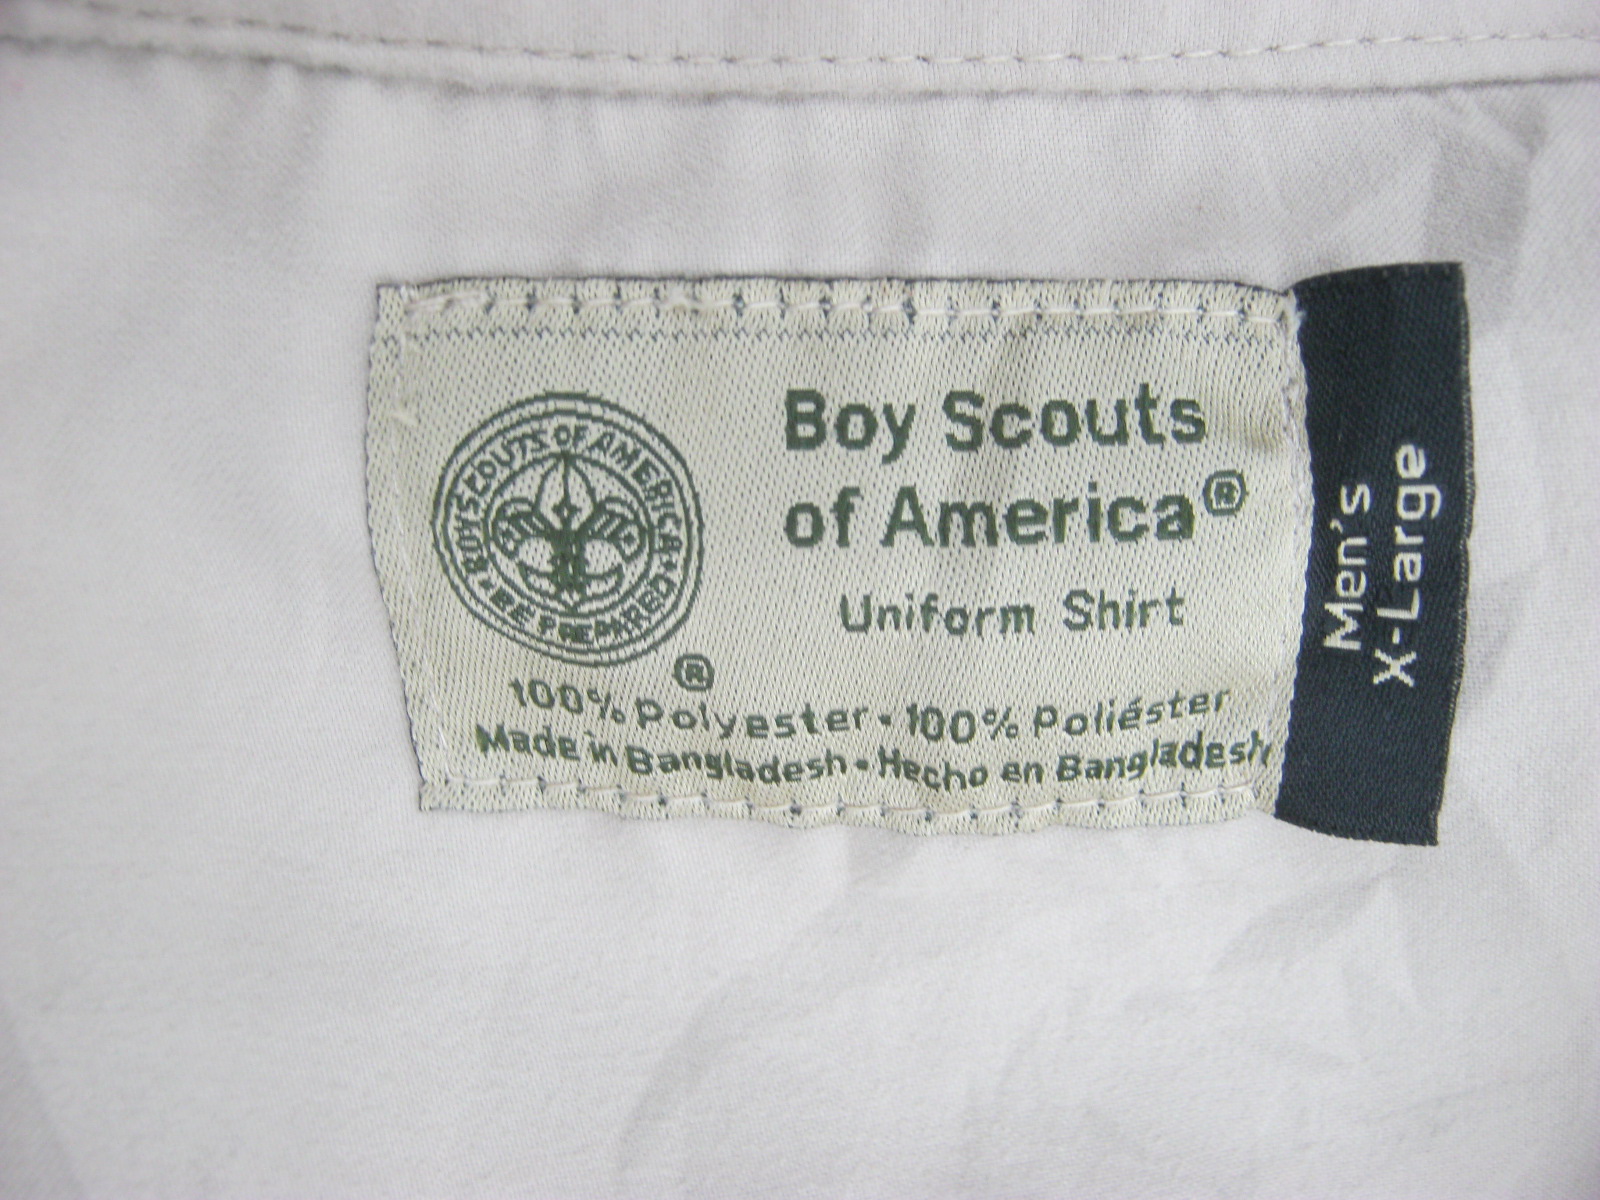 BOY SCOUTS OF AMERICA
BE PREPARED
®
Boy Scouts
of America®
Uniform Shirt
100% Polyester • 100% Poliéster
Made in Bangladesh • Hecho en Bangladesh
Men's
X-Large